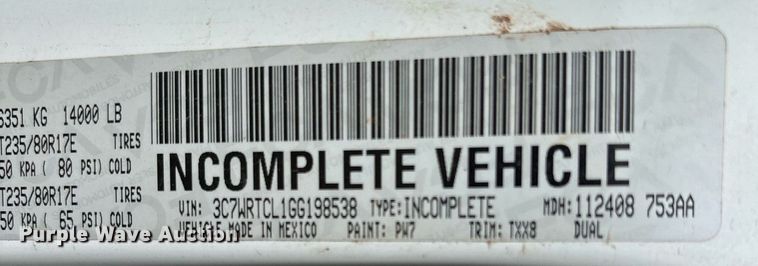 6351 KG 14000 LB
T235/80R17E TIRES
50 KPA ( 80 PSI) COLD
T235/80R17E TIRES
50 KPA ( 65 PSI) COLD
INCOMPLETE VEHICLE
VIN: 3C7WRTCL1GG198538 TYPE:INCOMPLETE MDH:112408 753AA
VEHICLE MADE IN MEXICO PAINT: PW7 TRIM: TXX8 DUAL
Purple Wave Auction